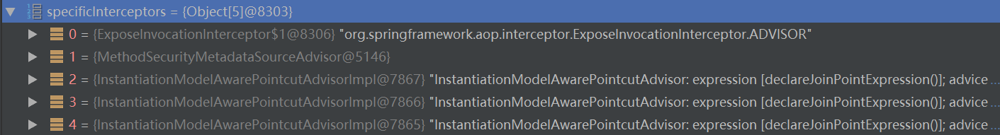 specificInterceptors = {Object[5]@8303}
0 = {ExposeInvocationInterceptor$1@8306} "org.springframework.aop.interceptor.ExposeInvocationInterceptor.ADVISOR"
1 = {MethodSecurityMetadataSourceAdvisor@5146}
2 = {InstantiationModelAwarePointcutAdvisorImpl@7867} "InstantiationModelAwarePointcutAdvisor: expression [declareJoinPointExpression()]; advice ...
3 = {InstantiationModelAwarePointcutAdvisorImpl@7866} "InstantiationModelAwarePointcutAdvisor: expression [declareJoinPointExpression()]; advice ...
4 = {InstantiationModelAwarePointcutAdvisorImpl@7865} "InstantiationModelAwarePointcutAdvisor: expression [declareJoinPointExpression()]; advice ...